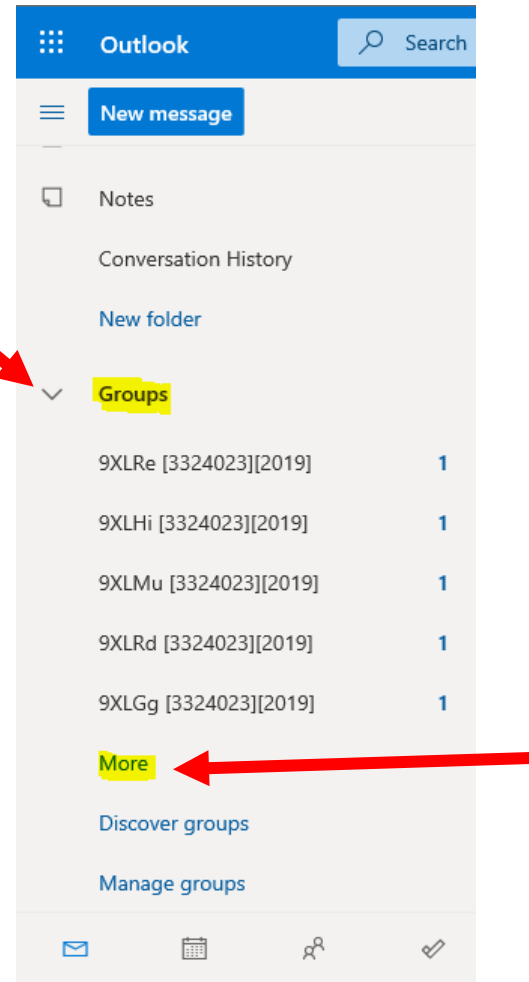 Outlook
Search
New message
Notes
Conversation History
New folder
Groups
9XLRe [3324023][2019] 1
9XLHi [3324023][2019] 1
9XLMu [3324023][2019] 1
9XLRd [3324023][2019] 1
9XLGg [3324023][2019] 1
More
Discover groups
Manage groups